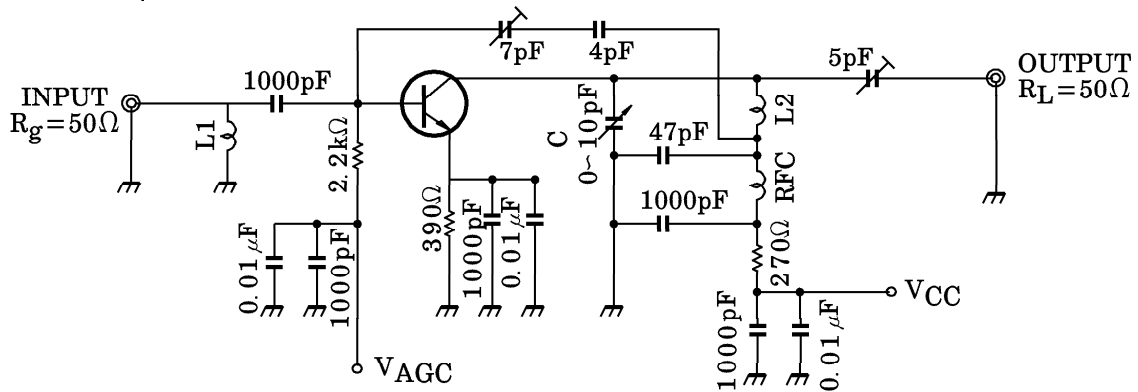 7pF
4pF
5pF
INPUT
Rg=50Ω
1000pF
OUTPUT
RL=50Ω
L1
2.2kΩ
C
0~10pF
47pF
L2
RFC
1000pF
390Ω
1000pF
0.01μF
270Ω
0.01μF
1000pF
VCC
1000pF
0.01μF
VAGC